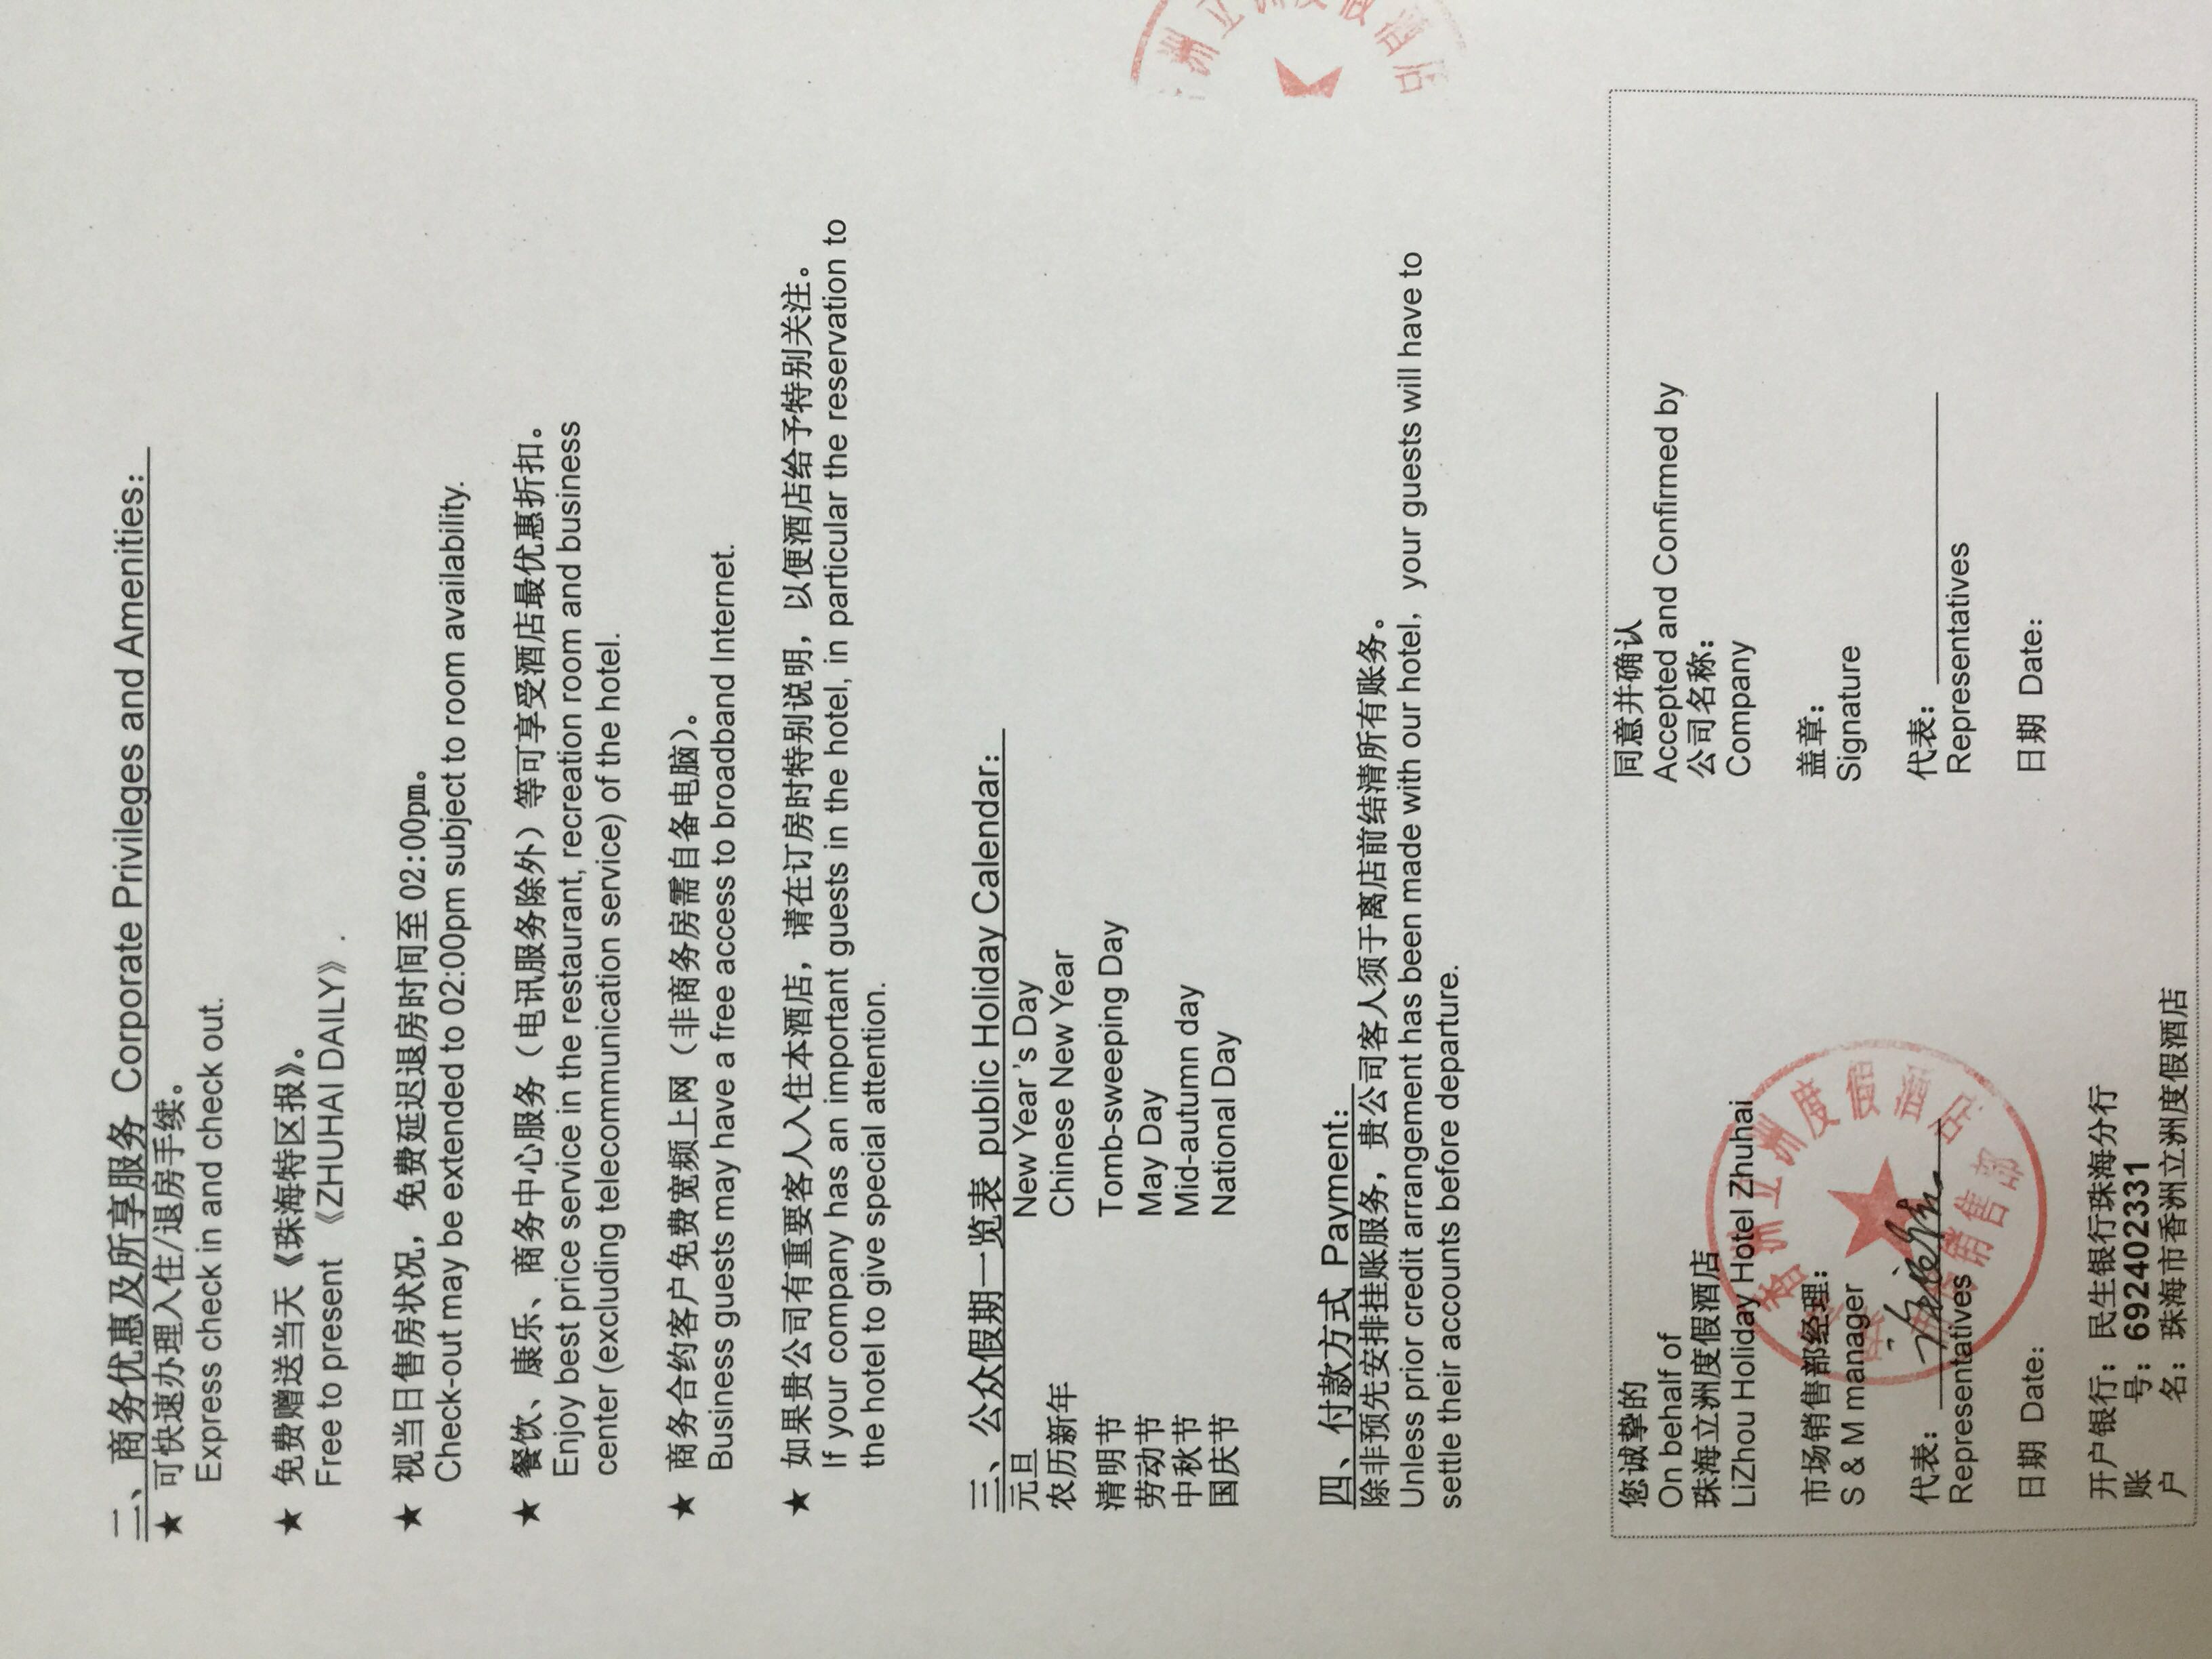 二、商务优惠及所享服务 Corporate Privileges and Amenities：
★ 可快速办理入住/退房手续。
Express check in and check out.
★ 免费赠送当天《珠海特区报》。
Free to present 《ZHUHAI DAILY》.
★ 视当日售房状况，免费延迟退房时间至 02:00pm。
Check-out may be extended to 02:00pm subject to room availability.
★ 餐饮、康乐、商务中心服务（电讯服务除外）等可享受酒店最优惠折扣。
Enjoy best price service in the restaurant, recreation room and business
center (excluding telecommunication service) of the hotel.
★ 商务合约客户免费宽频上网（非商务房需自备电脑）。
Business guests may have a free access to broadband Internet.
★ 如果贵公司有重要客人入住本酒店，请在订房时特别说明，以便酒店给予特别关注。
If your company has an important guests in the hotel, in particular the reservation to
the hotel to give special attention.
三、公众假期一览表 public Holiday Calendar：
元旦 New Year 's Day
农历新年 Chinese New Year
清明节 Tomb-sweeping Day
劳动节 May Day
中秋节 Mid-autumn day
国庆节 National Day
四、付款方式 Payment：
除非预先安排挂账服务，贵公司客人须于离店前结清所有账务。
Unless prior credit arrangement has been made with our hotel，your guests will have to
settle their accounts before departure.
您诚挚的
On behalf of
珠海立洲度假酒店
LiZhou Holiday Hotel Zhuhai
市场销售部经理：
S & M manager
代表：
Representatives
日期 Date：
开户银行：民生银行珠海分行
账 号：692402331
户 名：珠海市香洲立洲度假酒店
同意并确认
Accepted and Confirmed by
公司名称：
Company
盖章：
Signature
代表：
Representatives
日期 Date：
香洲立洲度假酒店
销售部
洲立